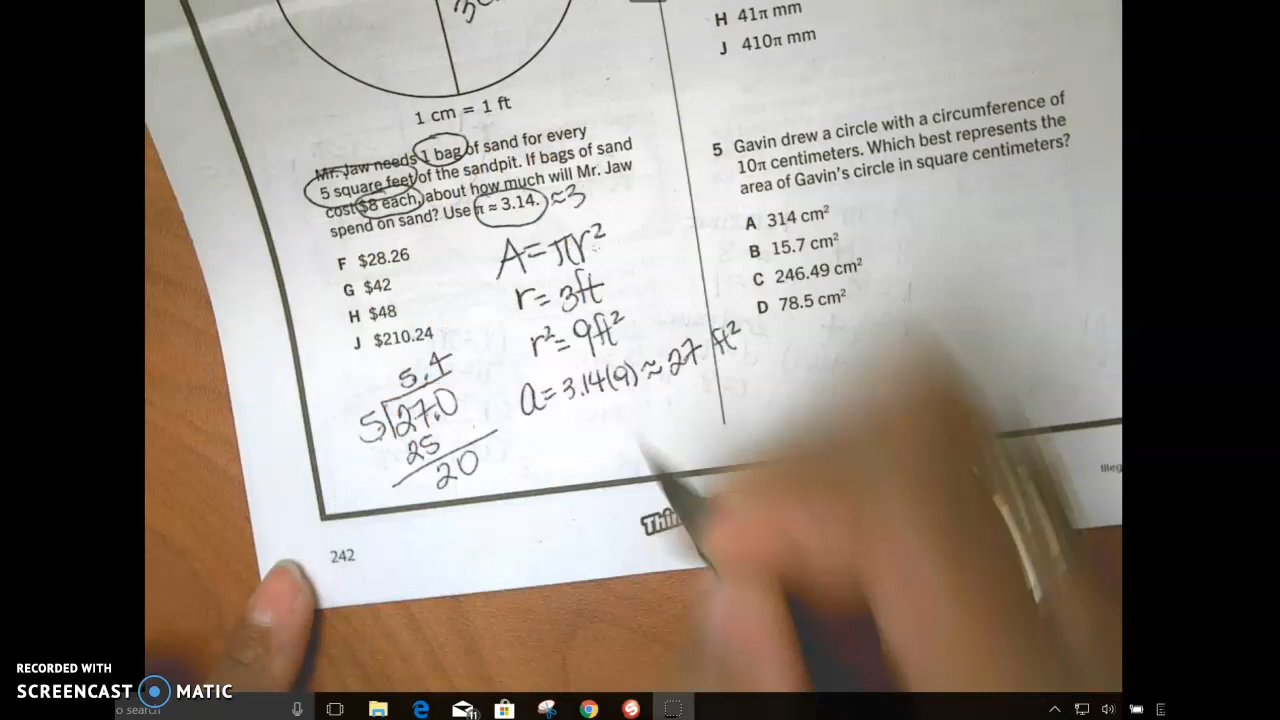 3
1 cm = 1 ft
Mr. Jaw needs 1 bag of sand for every
5 square feet of the sandpit. If bags of sand
cost $8 each, about how much will Mr. Jaw
spend on sand? Use π ≈ 3.14. ≈3
F $28.26
G $42
H $48
J $210.24
A=πr²
r=3ft
r²=9ft²
a=3.14(9)≈27 ft²
5.4
5 27.0
25
20
242
Thin
H 41π mm
J 410π mm
5 Gavin drew a circle with a circumference of
10π centimeters. Which best represents the
area of Gavin's circle in square centimeters?
A 314 cm²
B 15.7 cm²
C 246.49 cm²
D 78.5 cm²
Illeg
RECORDED WITH
SCREENCAST MATIC
o search
11